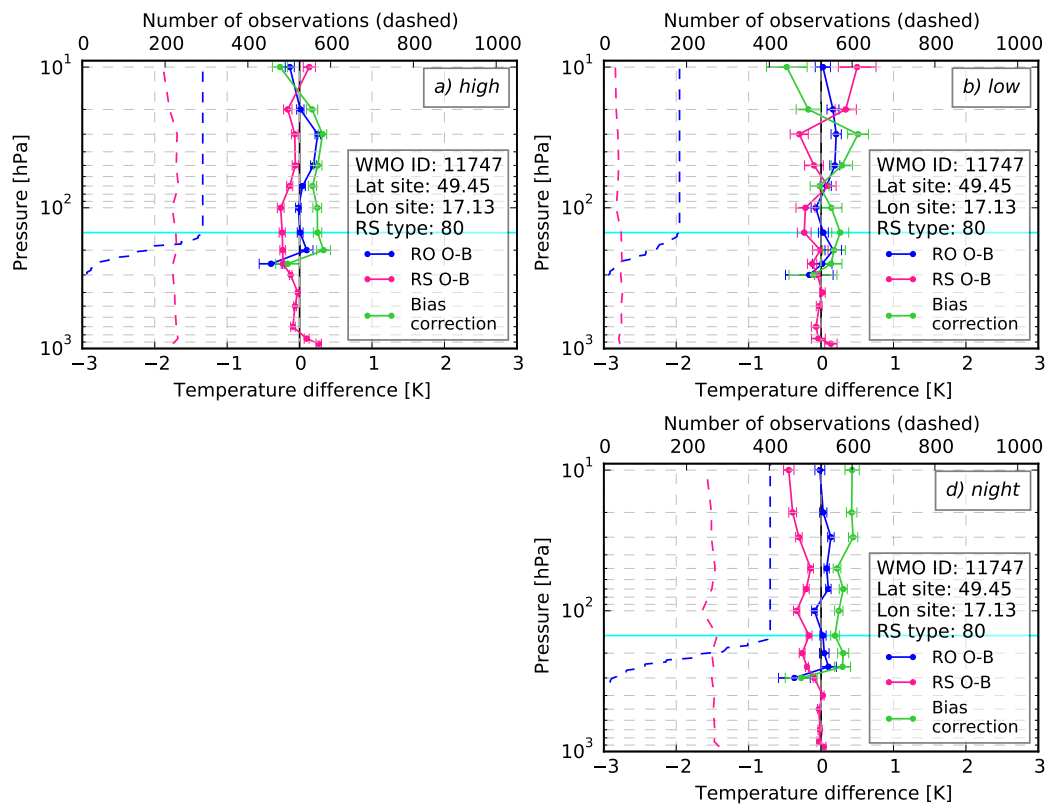 Number of observations (dashed)
0 200 400 600 800 1000
10¹
10²
10³
Pressure [hPa]
a) high
WMO ID: 11747
Lat site: 49.45
Lon site: 17.13
RS type: 80
RO O-B
RS O-B
Bias
correction
−3 −2 −1 0 1 2 3
Temperature difference [K]
Number of observations (dashed)
0 200 400 600 800 1000
10¹
10²
10³
Pressure [hPa]
b) low
WMO ID: 11747
Lat site: 49.45
Lon site: 17.13
RS type: 80
RO O-B
RS O-B
Bias
correction
−3 −2 −1 0 1 2 3
Temperature difference [K]
Number of observations (dashed)
0 200 400 600 800 1000
10¹
10²
10³
Pressure [hPa]
d) night
WMO ID: 11747
Lat site: 49.45
Lon site: 17.13
RS type: 80
RO O-B
RS O-B
Bias
correction
−3 −2 −1 0 1 2 3
Temperature difference [K]